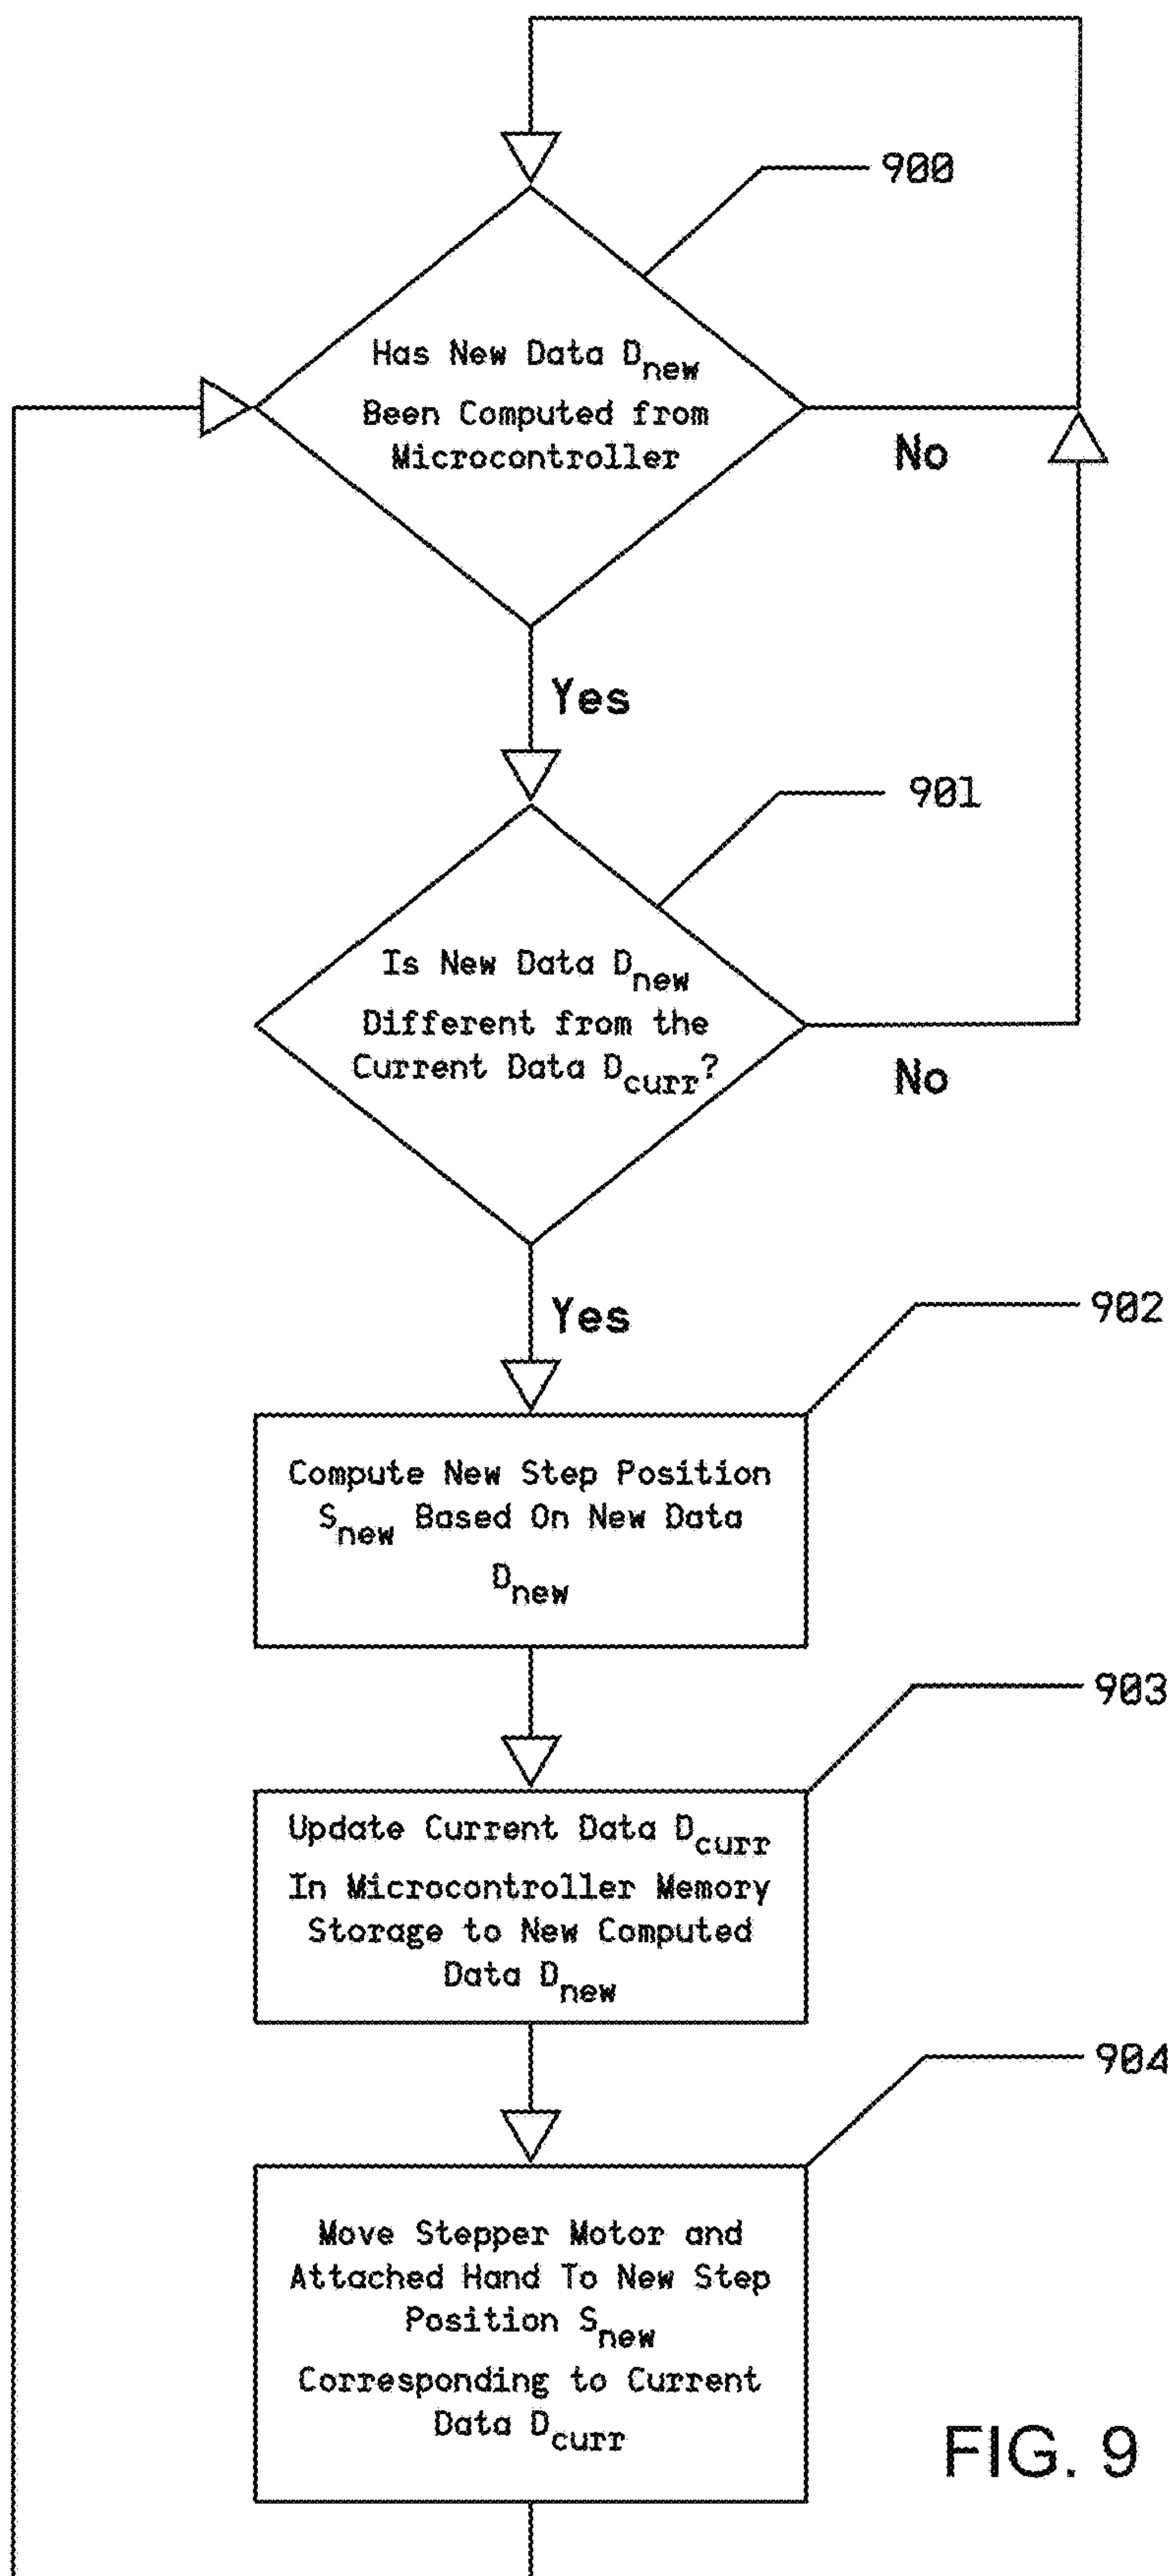 900
Has New Data Dnew
Been Computed from
Microcontroller
No
Yes
901
Is New Data Dnew
Different from the
Current Data Dcurr?
No
Yes
902
Compute New Step Position
Snew Based On New Data
Dnew
903
Update Current Data Dcurr
In Microcontroller Memory
Storage to New Computed
Data Dnew
904
Move Stepper Motor and
Attached Hand To New Step
Position Snew
Corresponding to Current
Data Dcurr
FIG. 9